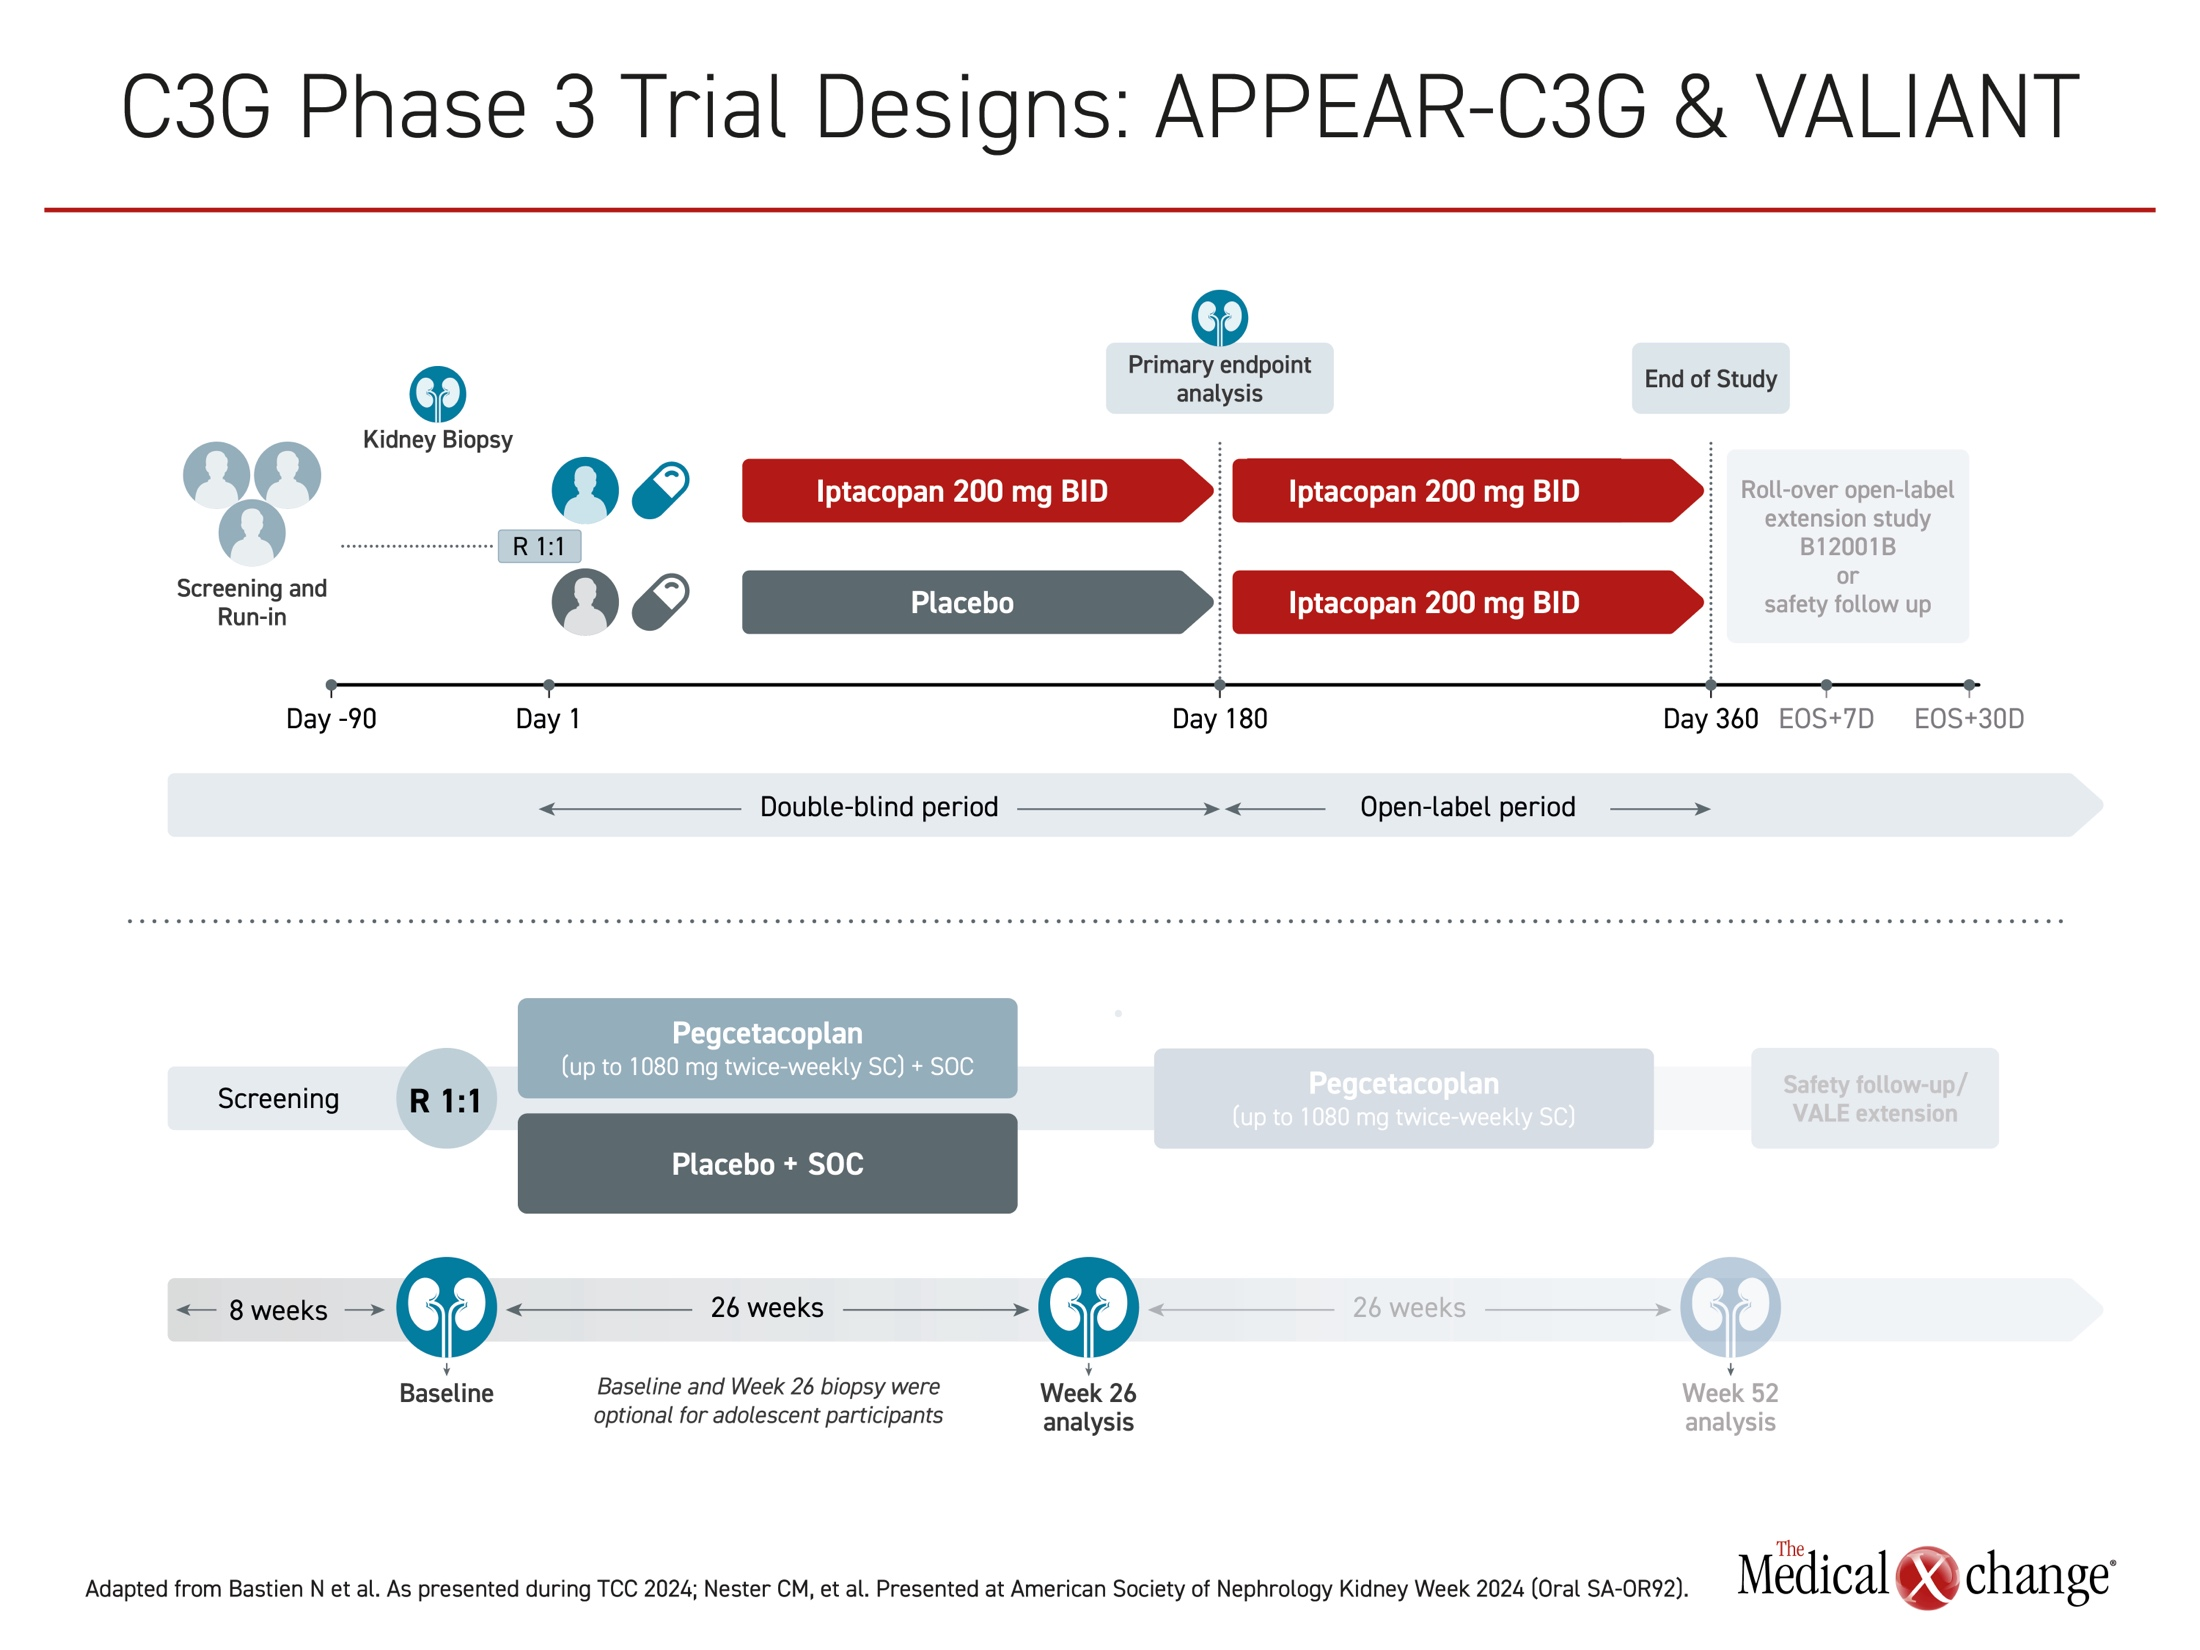 C3G Phase 3 Trial Designs: APPEAR-C3G & VALIANT
Primary endpoint
analysis
End of Study
Kidney Biopsy
Screening and
Run-in
R 1:1
Iptacopan 200 mg BID
Iptacopan 200 mg BID
Placebo
Iptacopan 200 mg BID
Roll-over open-label
extension study
B12001B
or
safety follow up
Day -90
Day 1
Day 180
Day 360
EOS+7D
EOS+30D
Double-blind period
Open-label period
Screening
R 1:1
Pegcetacoplan
(up to 1080 mg twice-weekly SC) + SOC
Placebo + SOC
Pegcetacoplan
(up to 1080 mg twice-weekly SC)
Safety follow-up/
VALE extension
8 weeks
26 weeks
26 weeks
Baseline
Baseline and Week 26 biopsy were
optional for adolescent participants
Week 26
analysis
Week 52
analysis
Adapted from Bastien N et al. As presented during TCC 2024; Nester CM, et al. Presented at American Society of Nephrology Kidney Week 2024 (Oral SA-OR92).
The
Medical Xchange®